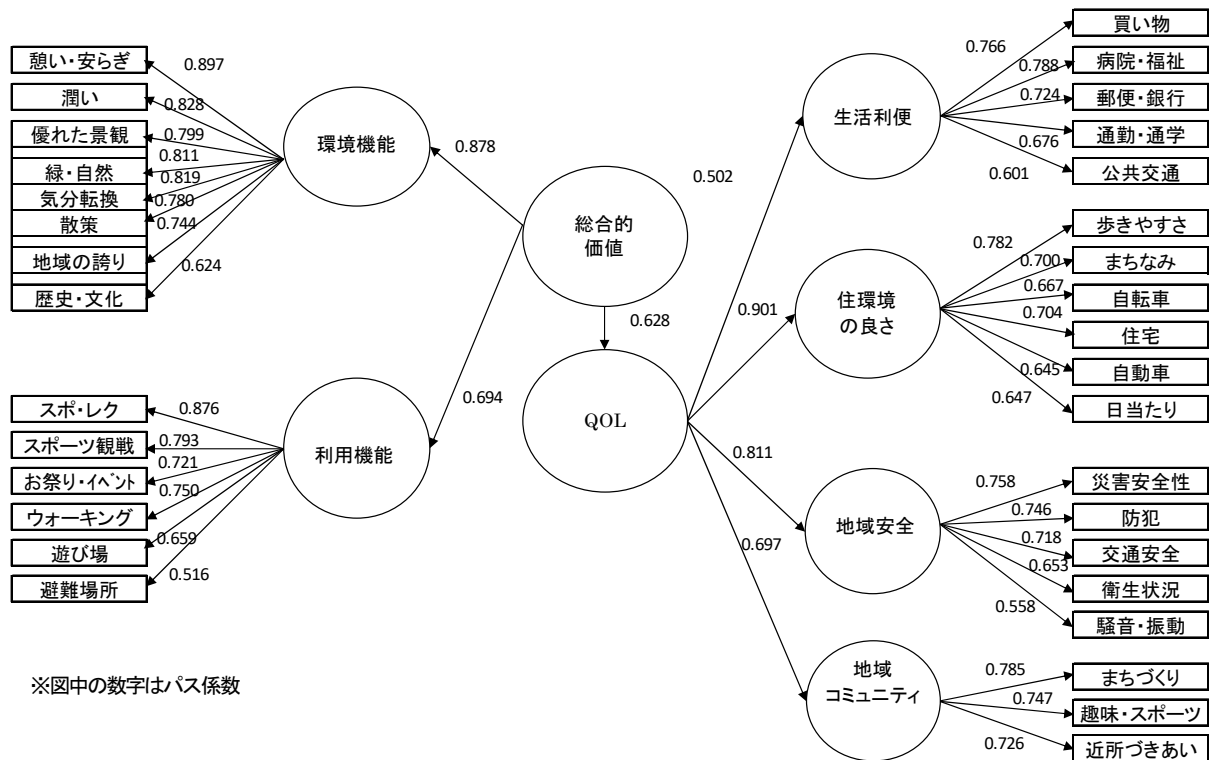 憩い・安らぎ
潤い
優れた景観
緑・自然
気分転換
散策
地域の誇り
歴史・文化
0.897
0.828
0.799
0.811
0.819
0.780
0.744
0.624
環境機能
0.878
総合的
価値
0.628
QOL
0.694
利用機能
スポ・レク
スポーツ観戦
お祭り・イベント
ウォーキング
遊び場
避難場所
0.876
0.793
0.721
0.750
0.659
0.516
0.502
0.901
0.811
0.697
生活利便
0.766
0.788
0.724
0.676
0.601
買い物
病院・福祉
郵便・銀行
通勤・通学
公共交通
住環境
の良さ
0.782
0.700
0.667
0.704
0.645
0.647
歩きやすさ
まちなみ
自転車
住宅
自動車
日当たり
地域安全
0.758
0.746
0.718
0.653
0.558
災害安全性
防犯
交通安全
衛生状況
騒音・振動
地域
コミュニティ
0.785
0.747
0.726
まちづくり
趣味・スポーツ
近所づきあい
※図中の数字はパス係数